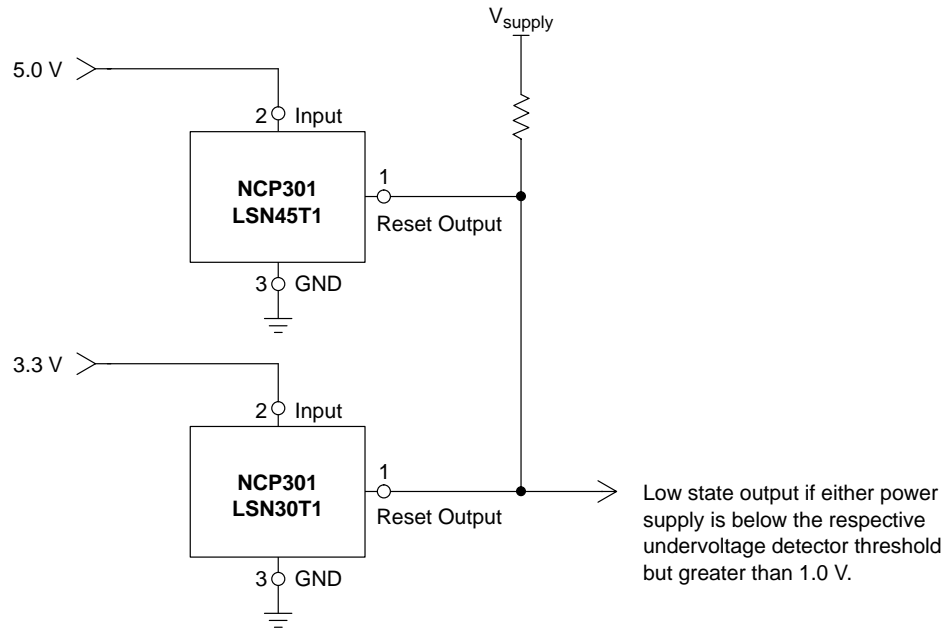 Vsupply
5.0 V
2 Input
NCP301
LSN45T1
1
Reset Output
3 GND
3.3 V
2 Input
NCP301
LSN30T1
1
Reset Output
3 GND
Low state output if either power
supply is below the respective
undervoltage detector threshold
but greater than 1.0 V.